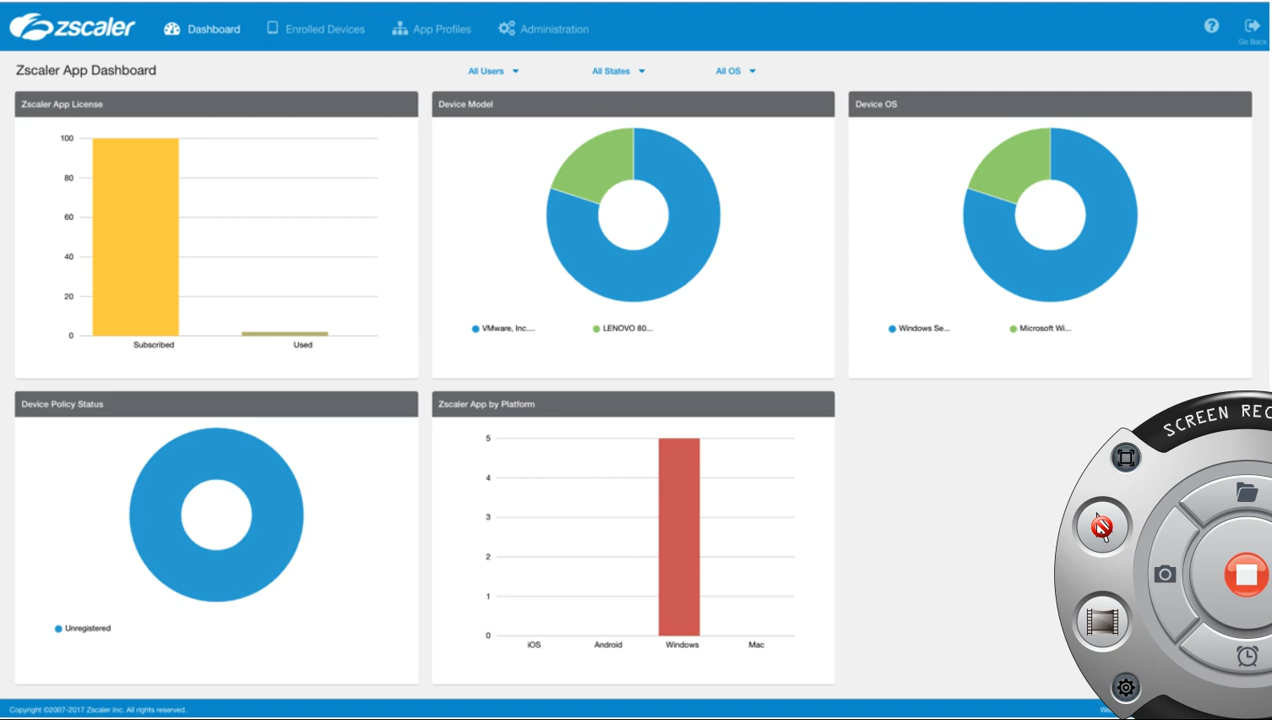 zscaler
Dashboard
Enrolled Devices
App Profiles
Administration
?
Go Back
Zscaler App Dashboard
All Users
All States
All OS
Zscaler App License
100
80
60
40
20
0
Subscribed
Used
Device Model
VMware, Inc....
LENOVO 80...
Device OS
Windows Se...
Microsoft Wi...
Device Policy Status
Unregistered
Zscaler App by Platform
5
4
3
2
1
0
iOS
Android
Windows
Mac
SCREEN REC
Copyright ©2007-2017 Zscaler Inc. All rights reserved.